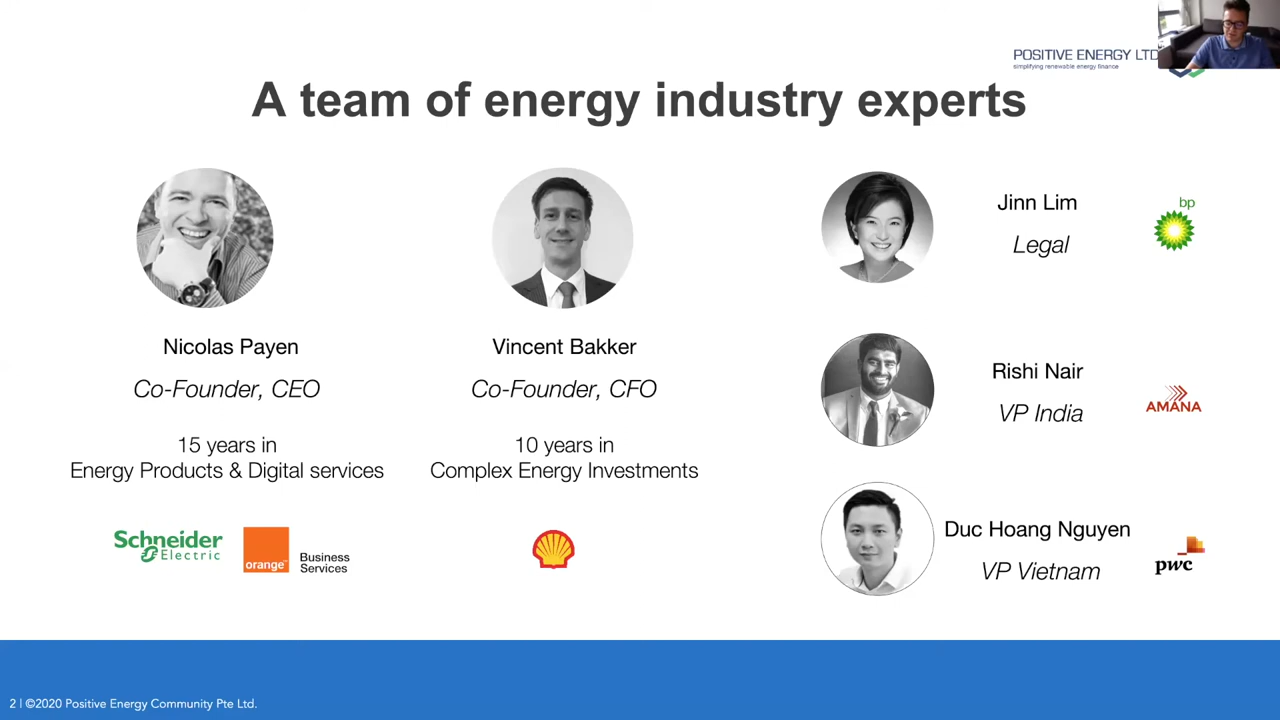 POSITIVE ENERGY LTD
simplifying renewable energy finance
A team of energy industry experts
Nicolas Payen
Co-Founder, CEO
15 years in
Energy Products & Digital services
Schneider
Electric
orange™
Business
Services
Vincent Bakker
Co-Founder, CFO
10 years in
Complex Energy Investments
Jinn Lim
Legal
bp
Rishi Nair
VP India
AMANA
Duc Hoang Nguyen
VP Vietnam
pwc
2 | ©2020 Positive Energy Community Pte Ltd.